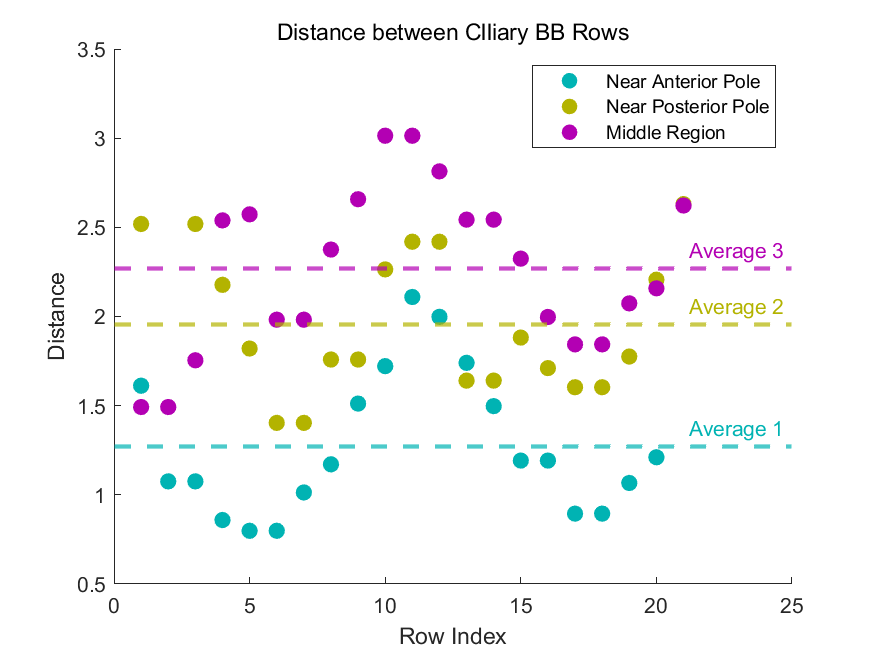 Distance between CIliary BB Rows
3.5
3
2.5
2
1.5
1
0.5
Distance
Near Anterior Pole
Near Posterior Pole
Middle Region
Average 3
Average 2
Average 1
0 5 10 15 20 25
Row Index